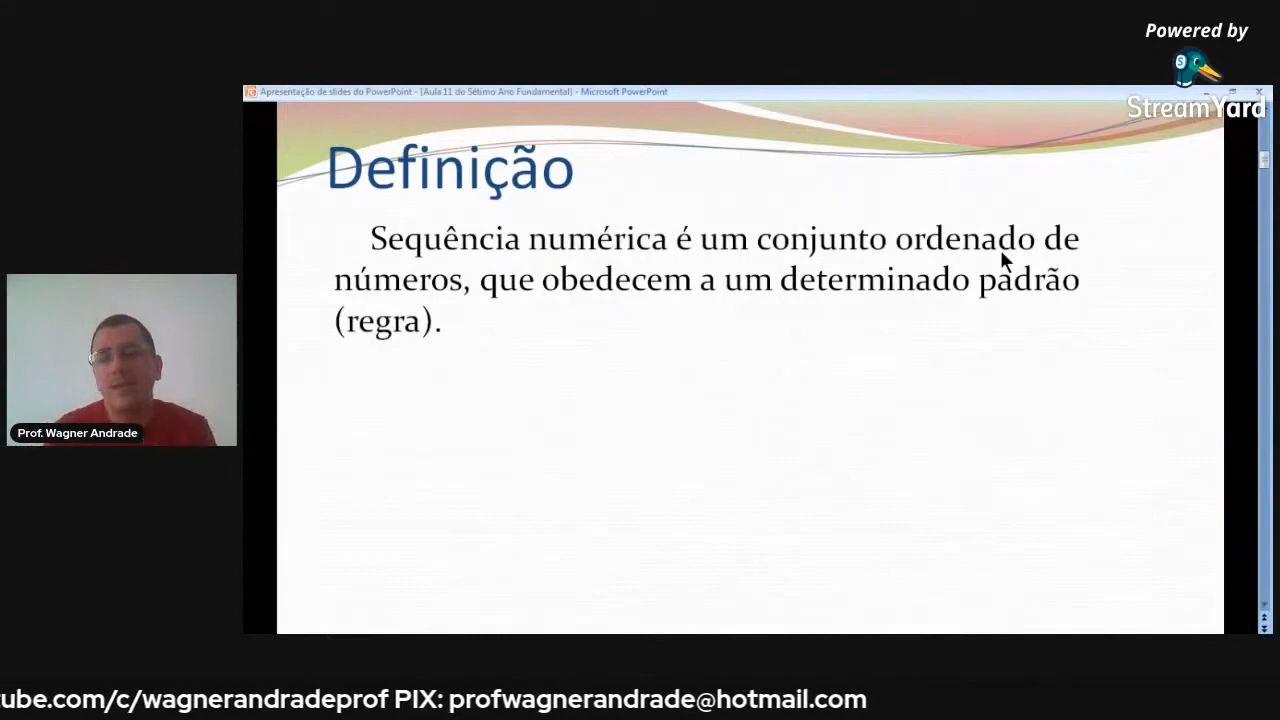 Powered by
StreamYard
Apresentação de slides do PowerPoint - [Aula 11 do Sétimo Ano Fundamental] - Microsoft PowerPoint
Definição
Sequência numérica é um conjunto ordenado de
números, que obedecem a um determinado padrão
(regra).
Prof. Wagner Andrade
tube.com/c/wagnerandradeprof PIX: profwagnerandrade@hotmail.com